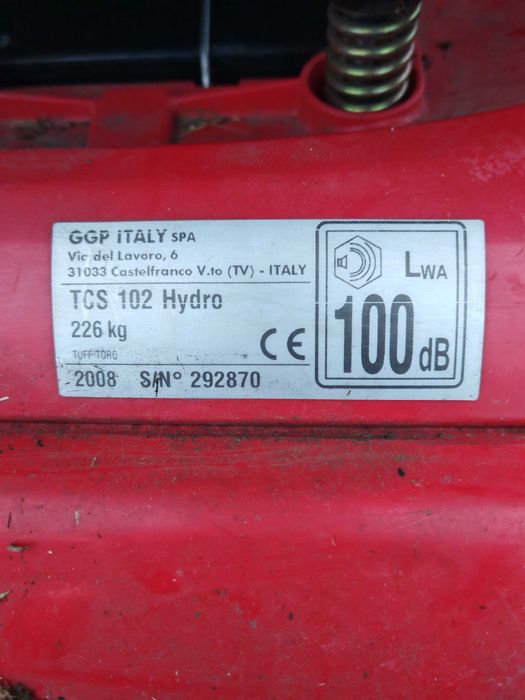 GGP ITALY SPA
Via del Lavoro, 6
31033 Castelfranco V.to (TV) - ITALY
TCS 102 Hydro
226 kg
TUFF TORQ
CE
2008 S/N° 292870
LWA
100 dB